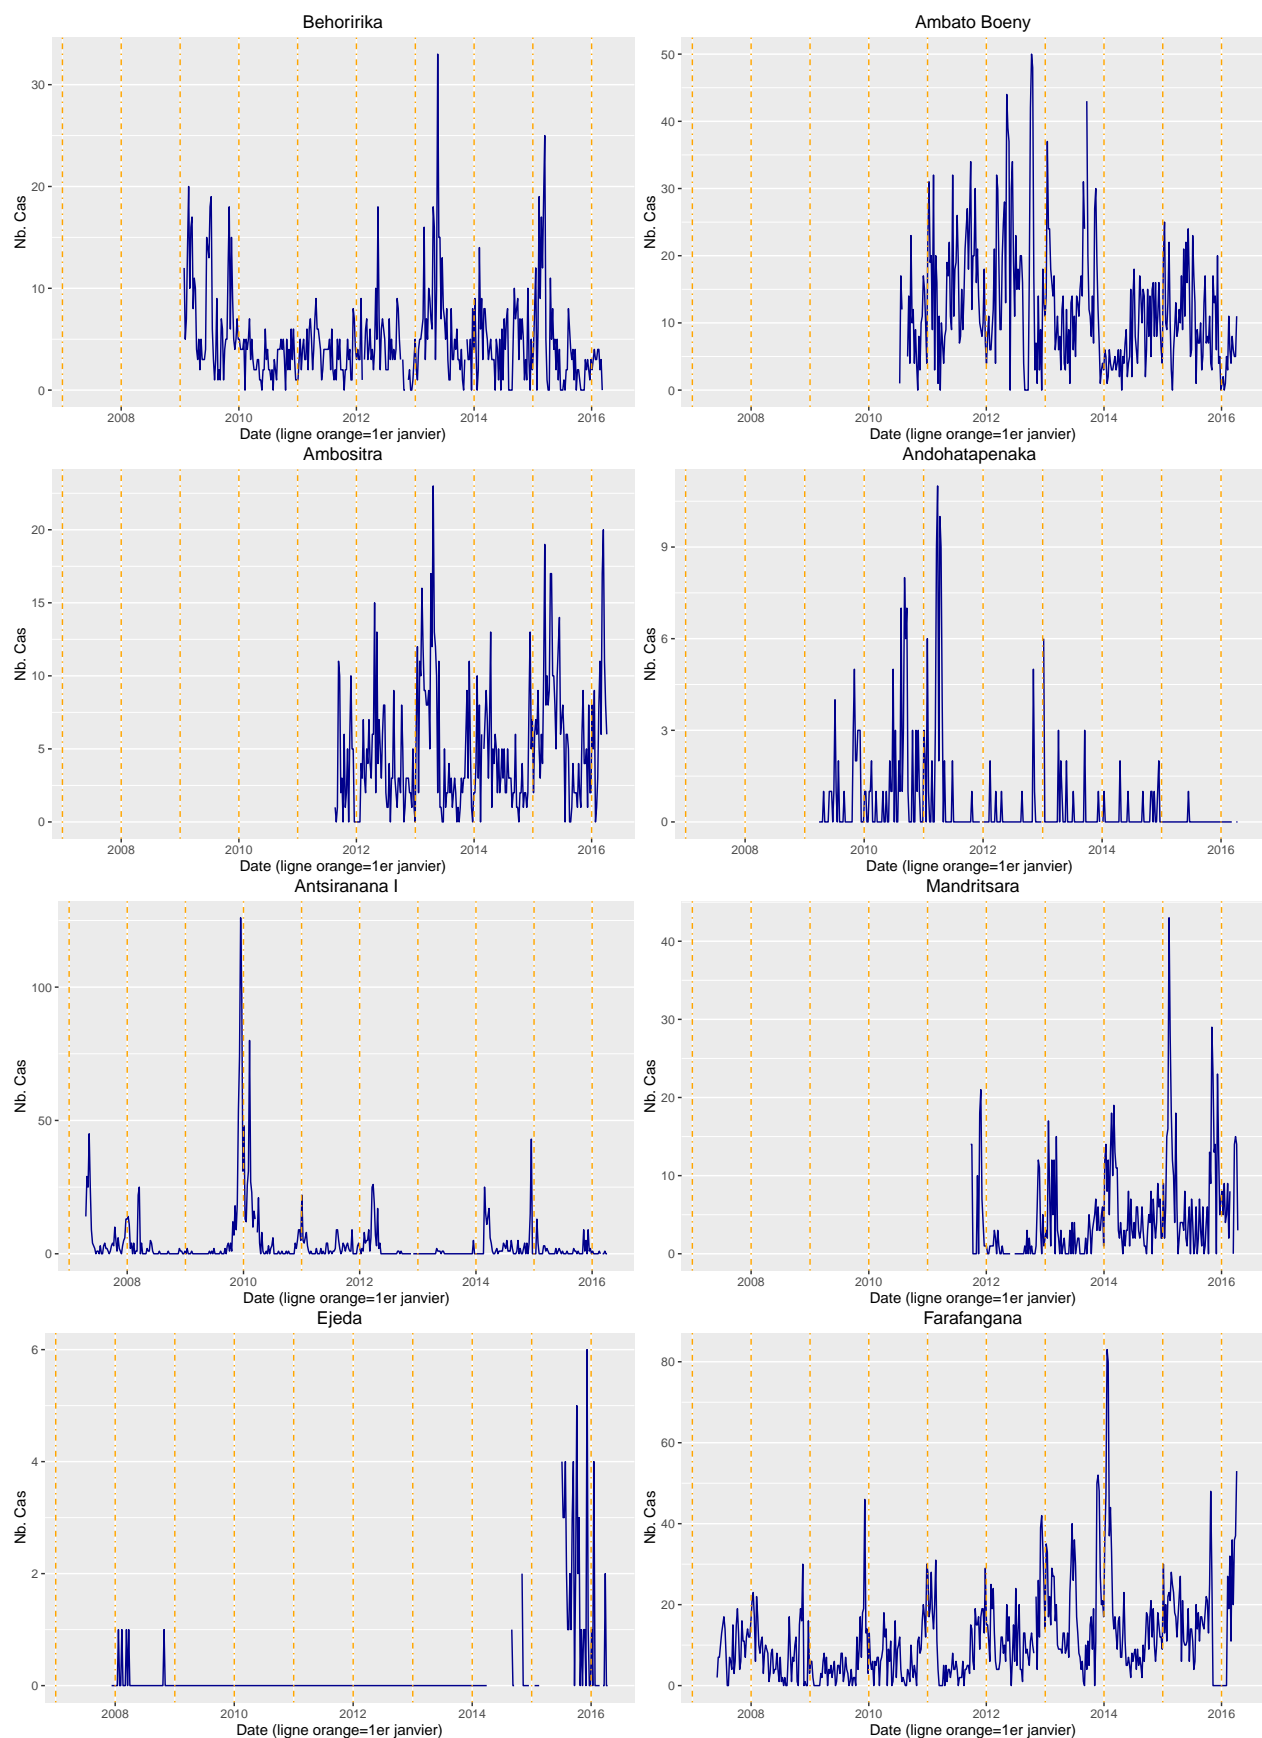 Behoririka
Nb. Cas
30
20
10
0
2008 2010 2012 2014 2016
Date (ligne orange=1er janvier)
Ambato Boeny
Nb. Cas
50
40
30
20
10
0
2008 2010 2012 2014 2016
Date (ligne orange=1er janvier)
Ambositra
Nb. Cas
20
15
10
5
0
2008 2010 2012 2014 2016
Date (ligne orange=1er janvier)
Andohatapenaka
Nb. Cas
9
6
3
0
2008 2010 2012 2014 2016
Date (ligne orange=1er janvier)
Antsiranana I
Nb. Cas
100
50
0
2008 2010 2012 2014 2016
Date (ligne orange=1er janvier)
Mandritsara
Nb. Cas
40
30
20
10
0
2008 2010 2012 2014 2016
Date (ligne orange=1er janvier)
Ejeda
Nb. Cas
6
4
2
0
2008 2010 2012 2014 2016
Date (ligne orange=1er janvier)
Farafangana
Nb. Cas
80
60
40
20
0
2008 2010 2012 2014 2016
Date (ligne orange=1er janvier)